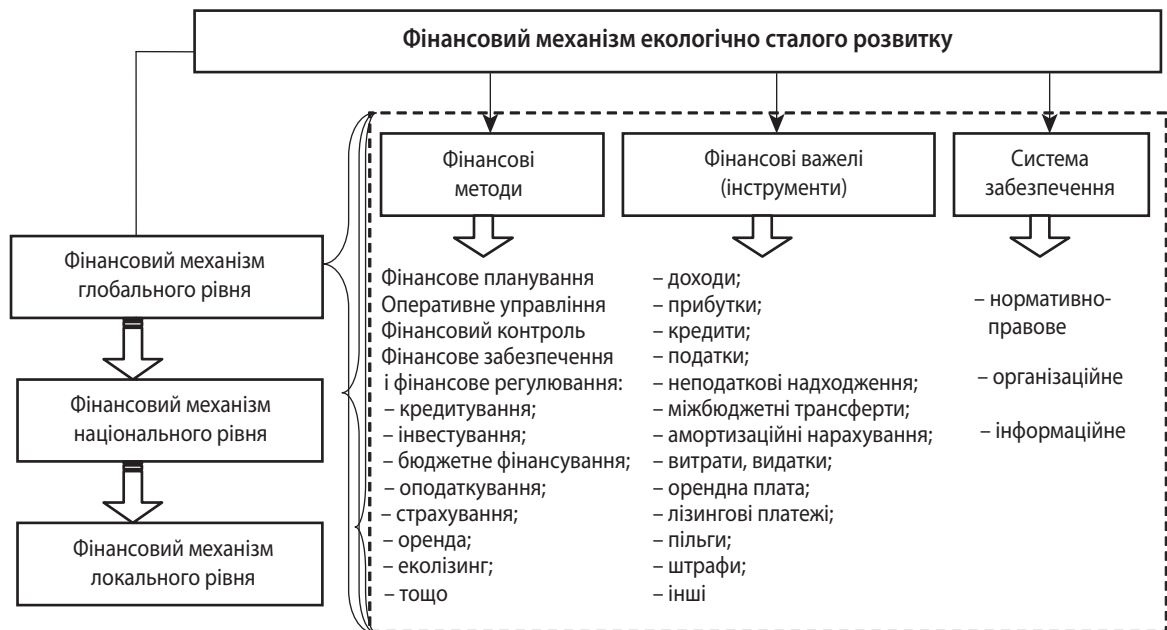 Фінансовий механізм екологічно сталого розвитку
Фінансовий механізм
глобального рівня
Фінансовий механізм
національного рівня
Фінансовий механізм
локального рівня
Фінансові
методи
Фінансове планування
Оперативне управління
Фінансовий контроль
Фінансове забезпечення
і фінансове регулювання:
– кредитування;
– інвестування;
– бюджетне фінансування;
– оподаткування;
– страхування;
– оренда;
– еколізинг;
– тощо
Фінансові важелі
(інструменти)
– доходи;
– прибутки;
– кредити;
– податки;
– неподаткові надходження;
– міжбюджетні трансферти;
– амортизаційні нарахування;
– витрати, видатки;
– орендна плата;
– лізингові платежі;
– пільги;
– штрафи;
– інші
Система
забезпечення
– нормативно-
правове
– організаційне
– інформаційне